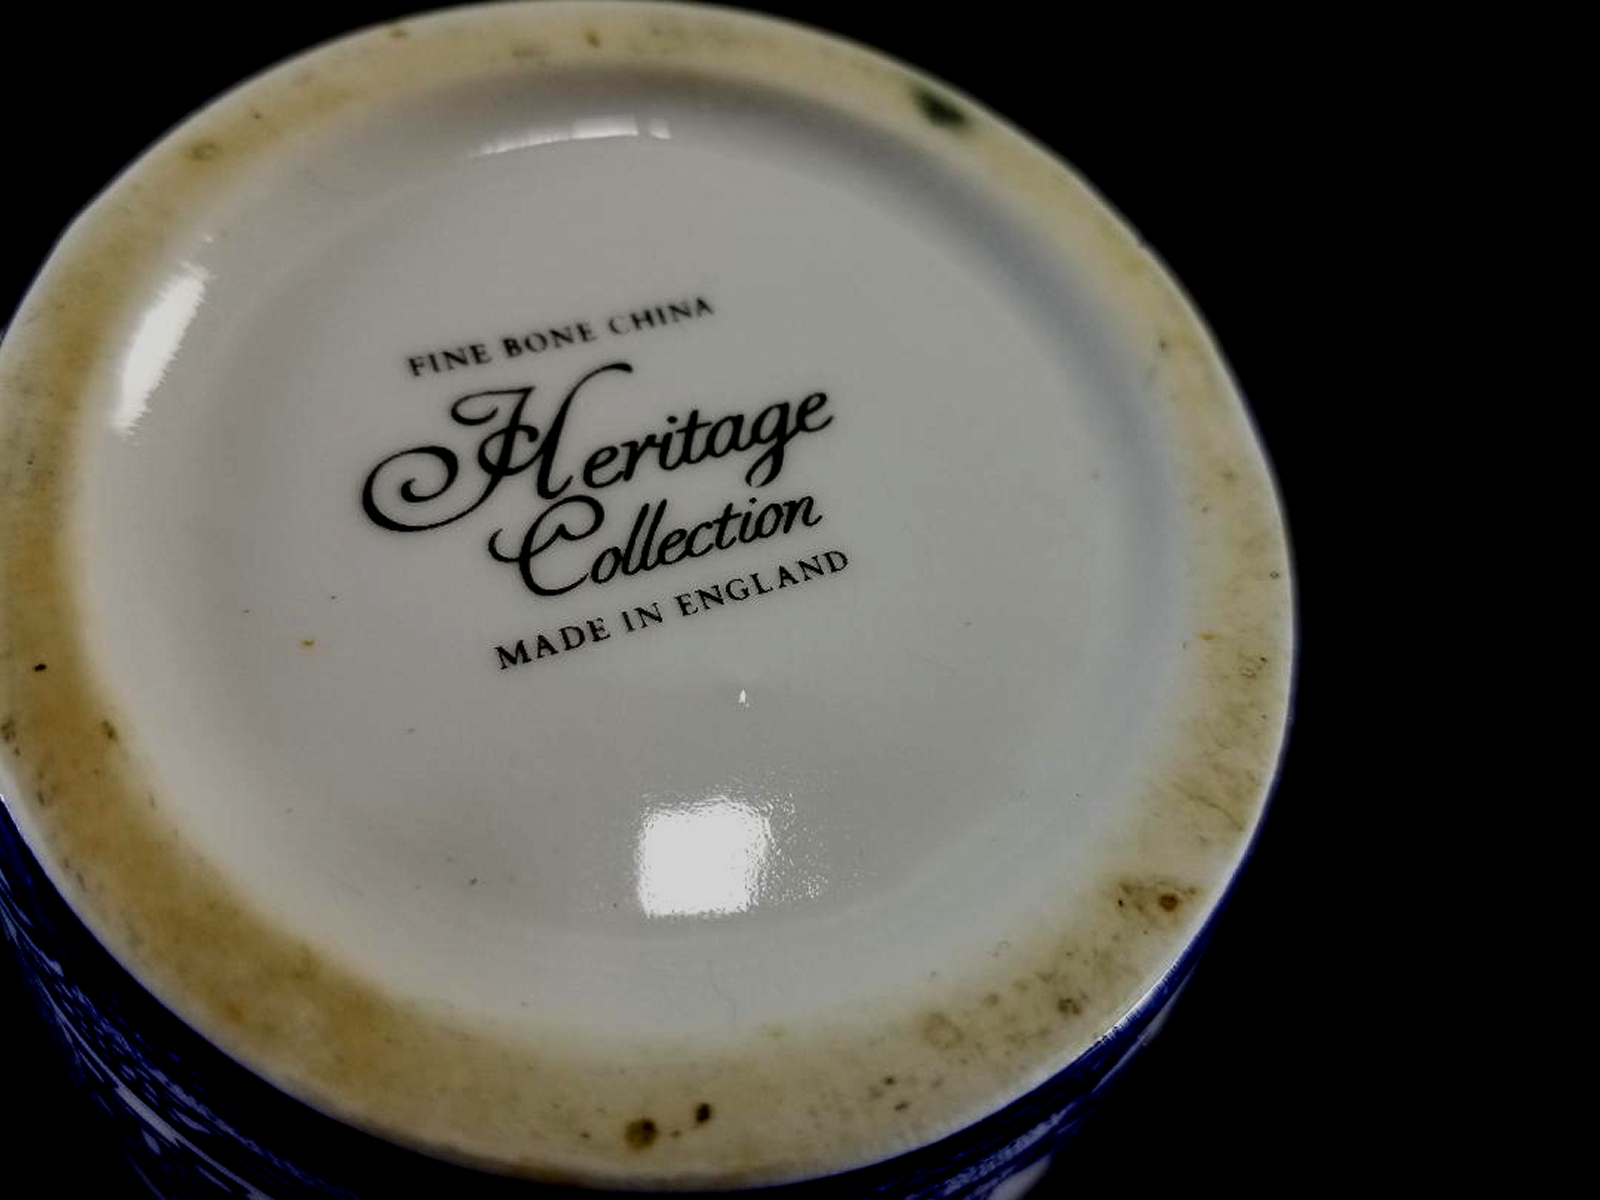 FINE BONE CHINA
Heritage
Collection
MADE IN ENGLAND